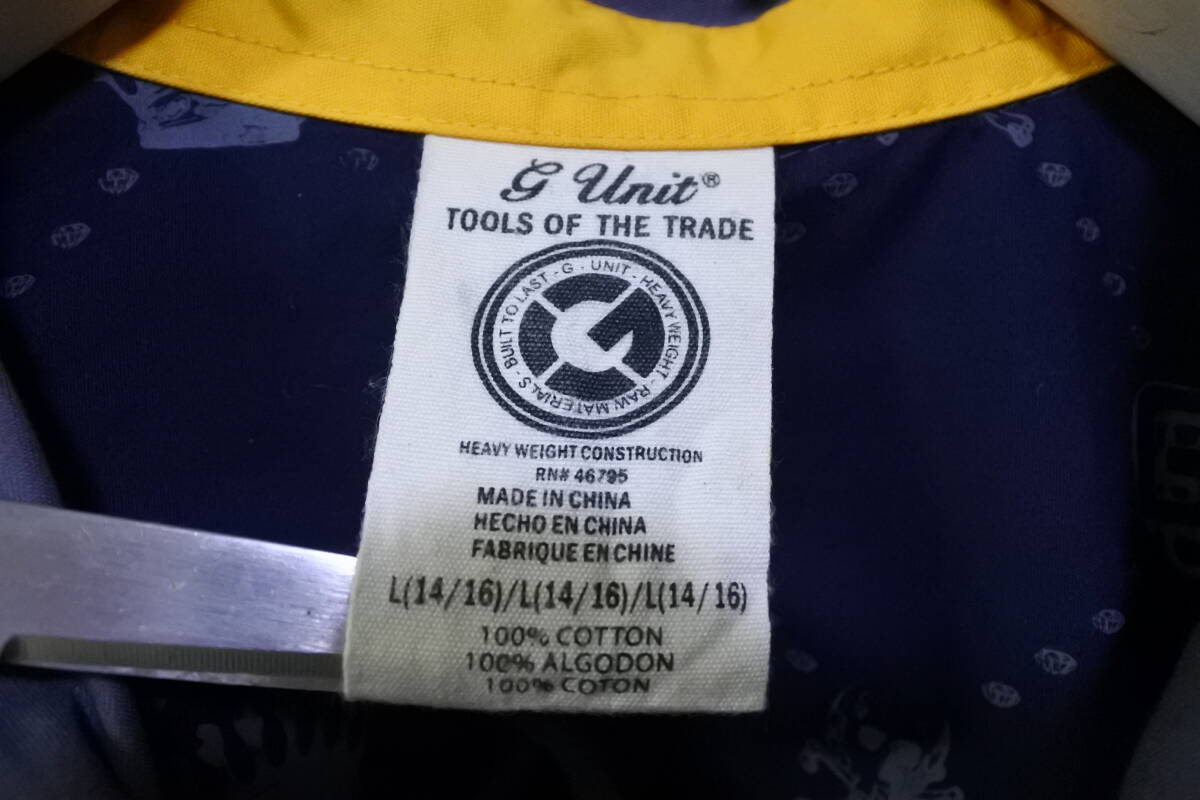 G Unit®
TOOLS OF THE TRADE
BUILT TO LAST - G - UNIT - HEAVY WEIGHT - RAW MATERIALS -
HEAVY WEIGHT CONSTRUCTION
RN# 46795
MADE IN CHINA
HECHO EN CHINA
FABRIQUE EN CHINE
L(14/16)/L(14/16)/L(14/16)
100% COTTON
100% ALGODON
100% COTON